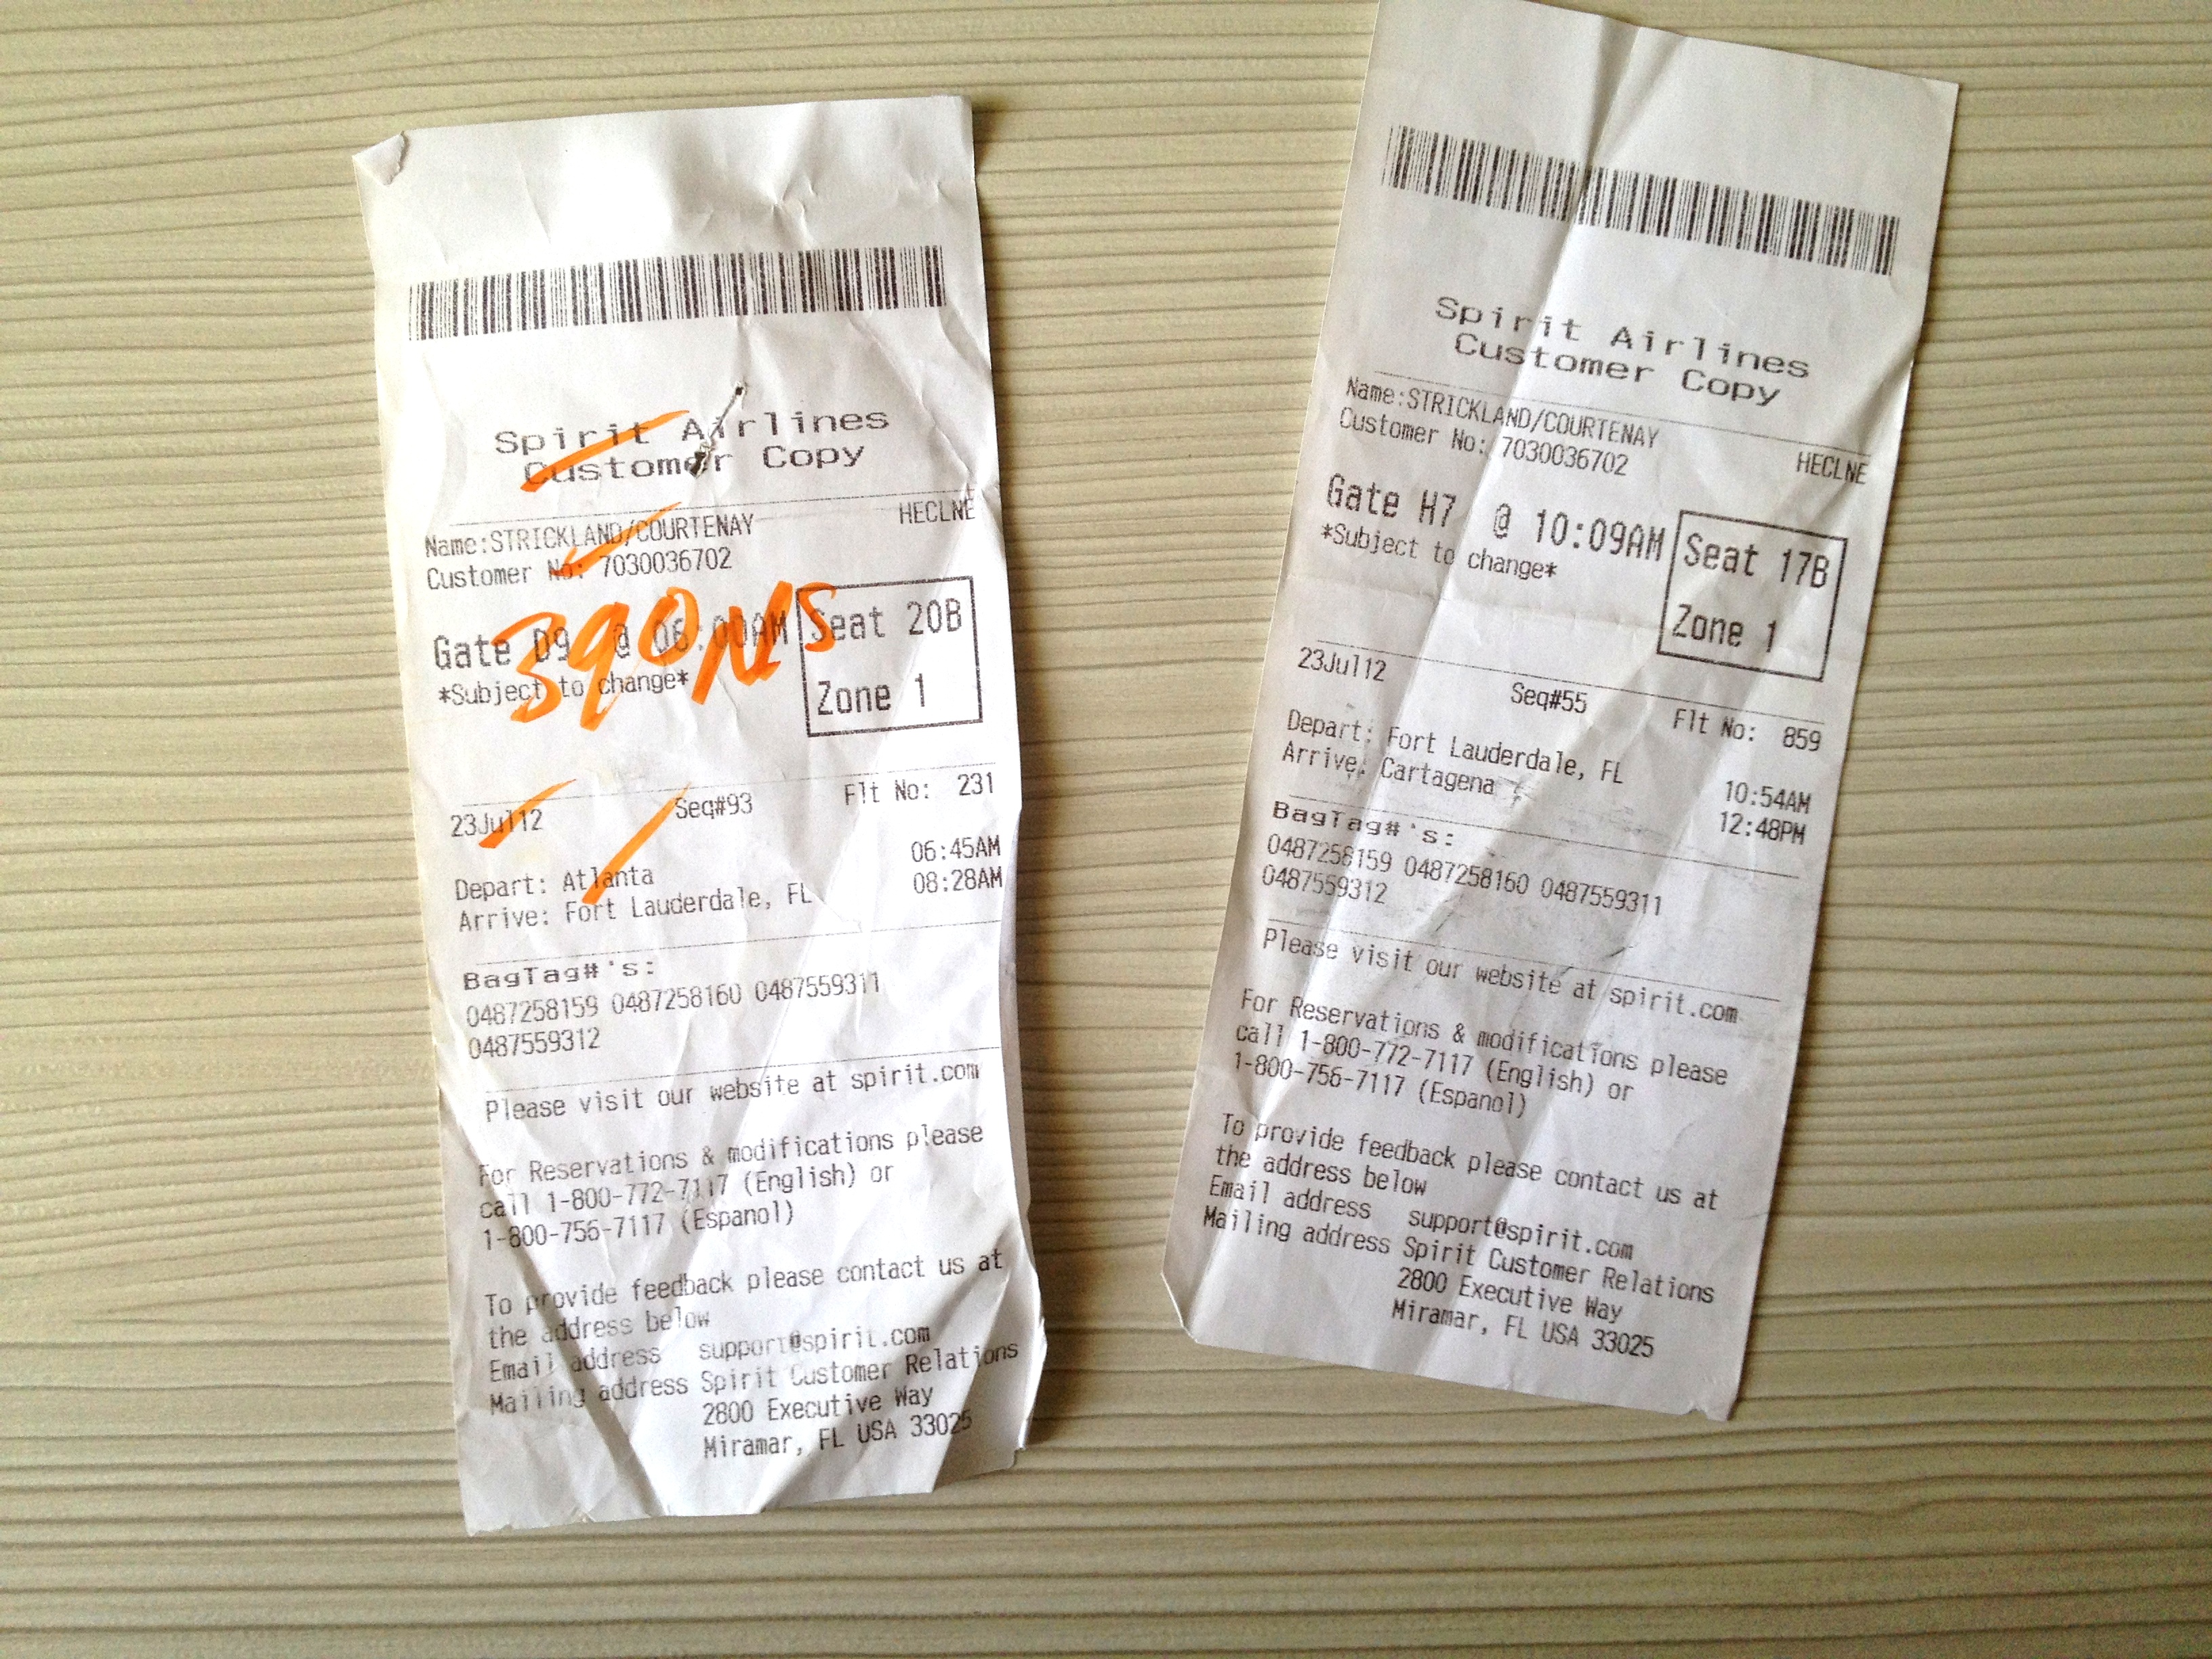 Spirit Airlines
Customer Copy
Name:STRICKLAND/COURTENAY HECLNE
Customer No: 7030036702
Gate D9 @ 06:00AM Seat 20B
*Subject to change* Zone 1
23Jul12 Seq#93 Flt No: 231
Depart: Atlanta 06:45AM
Arrive: Fort Lauderdale, FL 08:28AM
BagTag#'s:
0487258159 0487258160 0487559311
0487559312
Please visit our website at spirit.com
For Reservations & modifications please
call 1-800-772-7117 (English) or
1-800-756-7117 (Espanol)
To provide feedback please contact us at
the address below
Email address support@spirit.com
Mailing address Spirit Customer Relations
2800 Executive Way
Miramar, FL USA 33025
Spirit Airlines
Customer Copy
Name:STRICKLAND/COURTENAY
Customer No: 7030036702 HECLNE
Gate H7 @ 10:09AM Seat 17B
*Subject to change* Zone 1
23Jul12 Seq#55 Flt No: 859
Depart: Fort Lauderdale, FL 10:54AM
Arrive: Cartagena 12:48PM
BagTag#'s:
0487258159 0487258160 0487559311
0487559312
Please visit our website at spirit.com
For Reservations & modifications please
call 1-800-772-7117 (English) or
1-800-756-7117 (Espanol)
To provide feedback please contact us at
the address below
Email address support@spirit.com
Mailing address Spirit Customer Relations
2800 Executive Way
Miramar, FL USA 33025